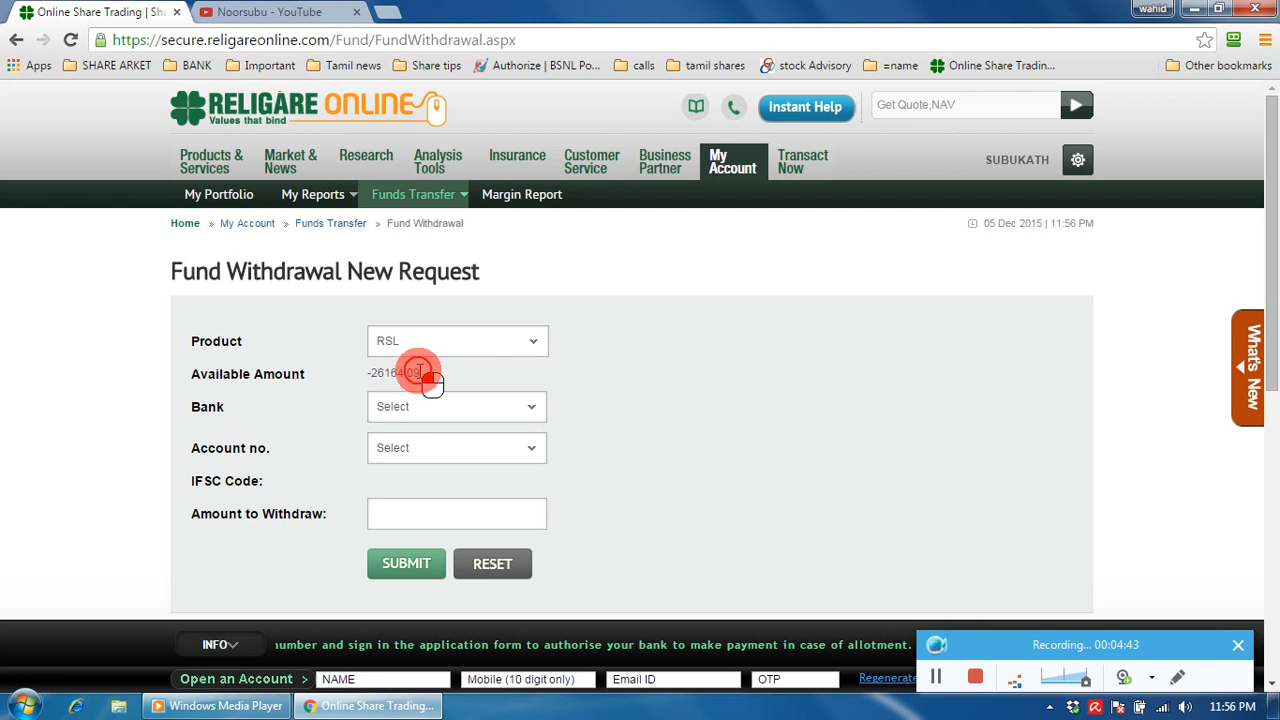 Online Share Trading | Sha
Noorsubu - YouTube
wahid
https://secure.religareonline.com/Fund/FundWithdrawal.aspx
Apps
SHARE ARKET
BANK
Important
Tamil news
Share tips
Authorize | BSNL Po...
calls
tamil shares
stock Advisory
=name
Online Share Tradin...
Other bookmarks
RELIGARE ONLINE
Values that bind
Instant Help
Get Quote,NAV
Products & Services
Market & News
Research
Analysis Tools
Insurance
Customer Service
Business Partner
My Account
Transact Now
SUBUKATH
My Portfolio
My Reports
Funds Transfer
Margin Report
Home » My Account » Funds Transfer » Fund Withdrawal
05 Dec 2015 | 11:56 PM
Fund Withdrawal New Request
Product
RSL
Available Amount
-26164.09
Bank
Select
Account no.
Select
IFSC Code:
Amount to Withdraw:
SUBMIT
RESET
What's New
INFO
number and sign in the application form to authorise your bank to make payment in case of allotment.
Open an Account >
NAME
Mobile (10 digit only)
Email ID
OTP
Regenerate
Recording... 00:04:43
Windows Media Player
Online Share Trading...
11:56 PM